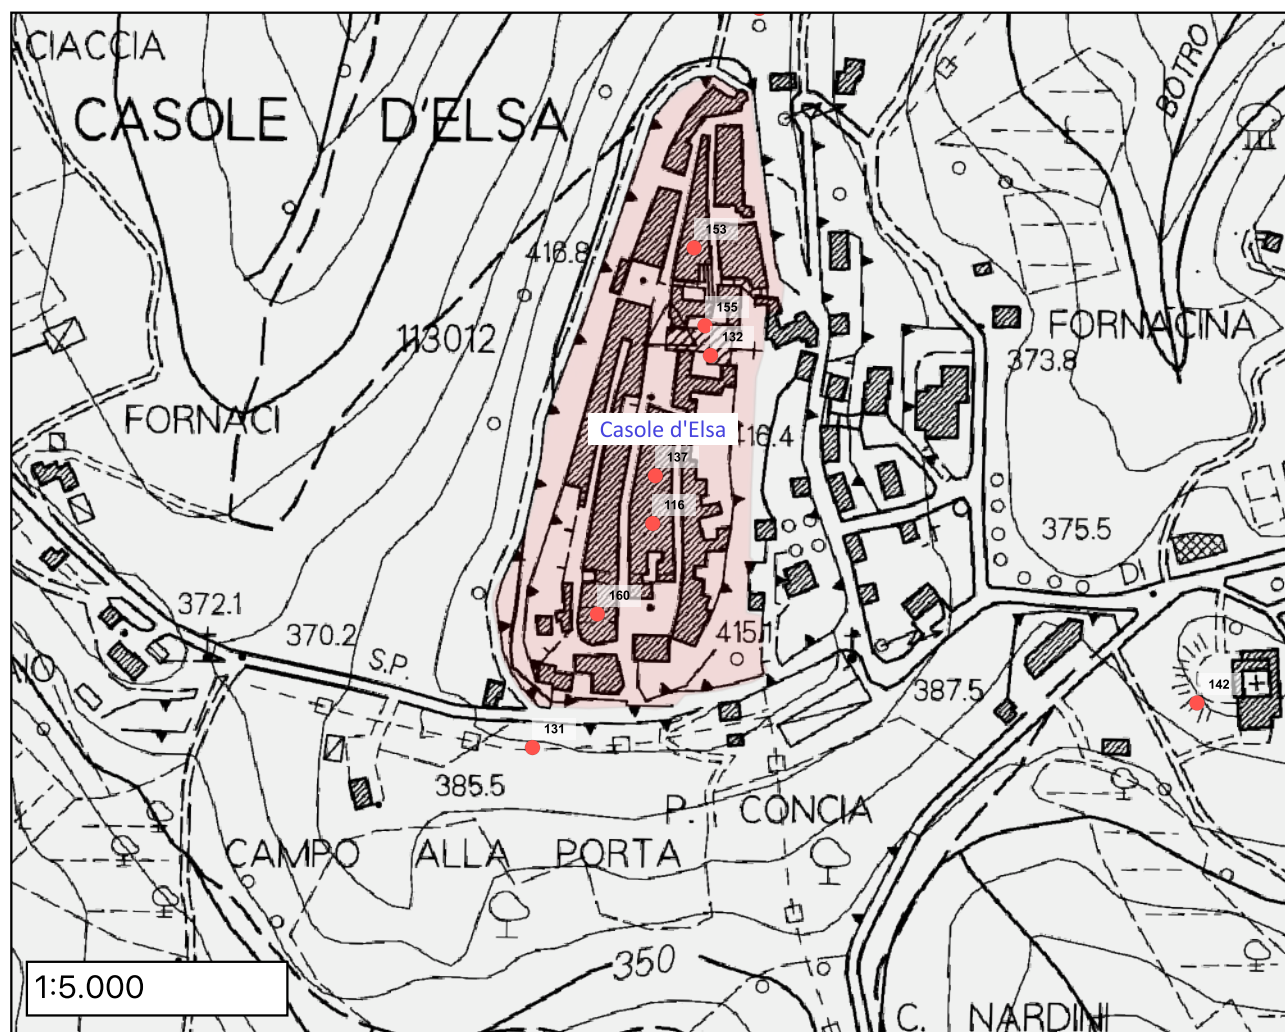 CIACCIA
BOTRO
CASOLE D'ELSA
153
416.8
155
132
113012
FORNACINA
373.8
FORNACI
Casole d'Elsa
16.4
137
116
375.5
DI
160
372.1
370.2
S.P.
415.1
387.5
142
131
385.5
P. CONCIA
CAMPO ALLA PORTA
350
1:5.000
C. NARDINI